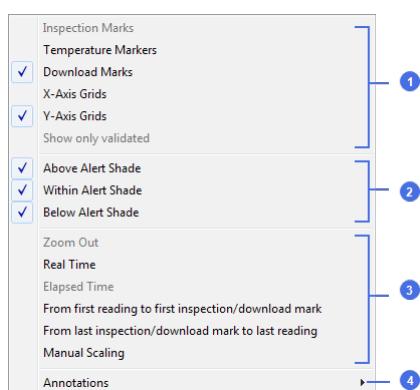 Inspection Marks
Temperature Markers
Download Marks
X-Axis Grids
Y-Axis Grids
Show only validated
1
Above Alert Shade
Within Alert Shade
Below Alert Shade
2
Zoom Out
Real Time
Elapsed Time
From first reading to first inspection/download mark
From last inspection/download mark to last reading
Manual Scaling
3
Annotations
4